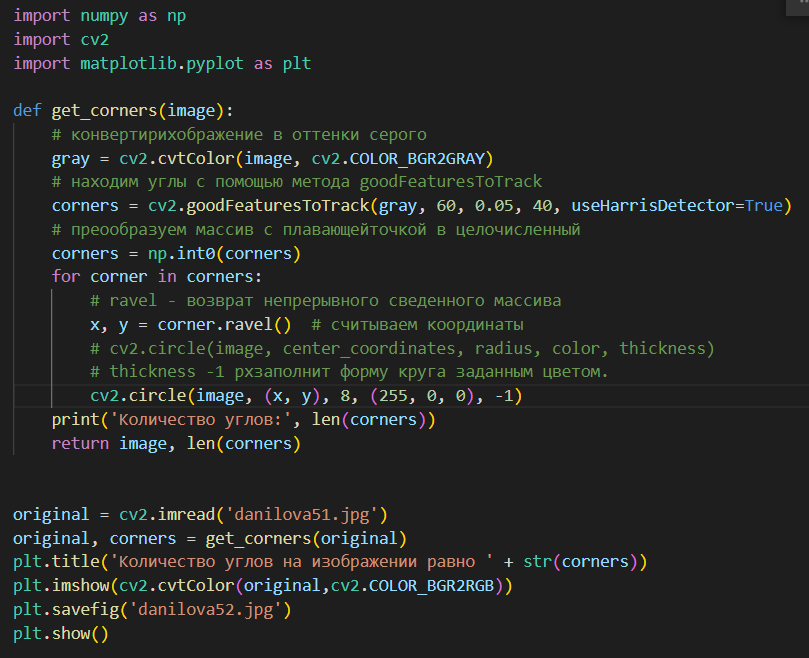 import numpy as np
import cv2
import matplotlib.pyplot as plt
def get_corners(image):
# конвертирихображение в оттенки серого
gray = cv2.cvtColor(image, cv2.COLOR_BGR2GRAY)
# находим углы с помощью метода goodFeaturesToTrack
corners = cv2.goodFeaturesToTrack(gray, 60, 0.05, 40, useHarrisDetector=True)
# преообразуем массив с плавающейточкой в целочисленный
corners = np.int0(corners)
for corner in corners:
# ravel - возврат непрерывного сведенного массива
x, y = corner.ravel()  # считываем координаты
# cv2.circle(image, center_coordinates, radius, color, thickness)
# thickness -1 рхзаполнит форму круга заданным цветом.
cv2.circle(image, (x, y), 8, (255, 0, 0), -1)
print('Количество углов:', len(corners))
return image, len(corners)
original = cv2.imread('danilova51.jpg')
original, corners = get_corners(original)
plt.title('Количество углов на изображении равно ' + str(corners))
plt.imshow(cv2.cvtColor(original,cv2.COLOR_BGR2RGB))
plt.savefig('danilova52.jpg')
plt.show()